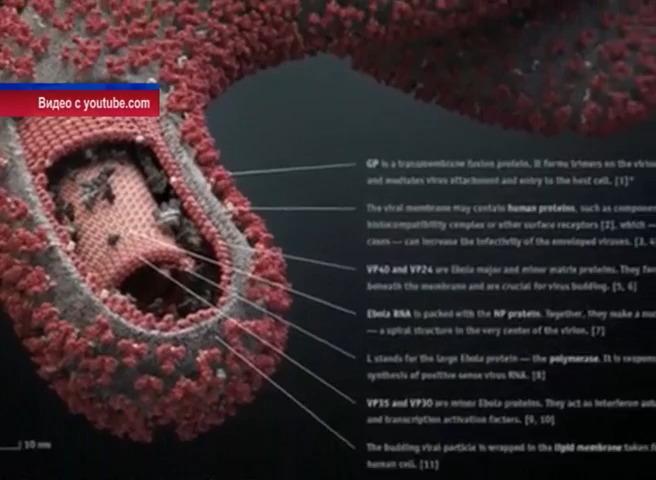 Видео с youtube.com
GP is a transmembrane fusion protein. It forms trimers on the
and mediates virus attachment and entry to the host cell. [1]*
The viral membrane may contain human proteins, such as
histocompatibility complex or other surface receptors [2], which —
cases — can increase the infectivity of the enveloped viruses. [3,
VP40 and VP24 are Ebola major and minor matrix proteins. They
beneath the membrane and are crucial for virus budding. [5, 6]
Ebola RNA is packed with the NP protein. Together, they make a
— a spiral structure in the very center of the virion. [7]
L stands for the large Ebola protein — the polymerase. It is
synthesis of positive sense virus RNA. [8]
VP35 and VP30 are minor Ebola proteins. They act as interferon
and transcription activation factors. [9, 10]
The budding viral particle is wrapped in the lipid membrane taken
human cell. [11]
10 nm